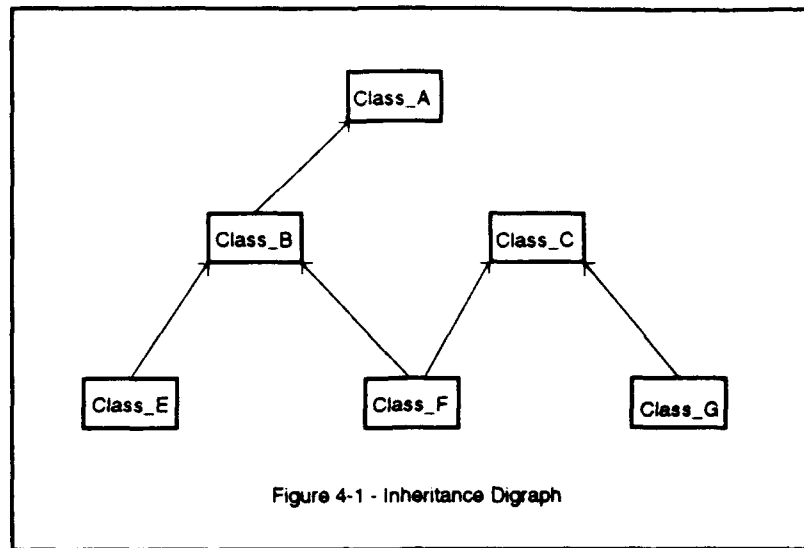 Class_A
Class_B
Class_C
Class_E
Class_F
Class_G
Figure 4-1 - Inheritance Digraph